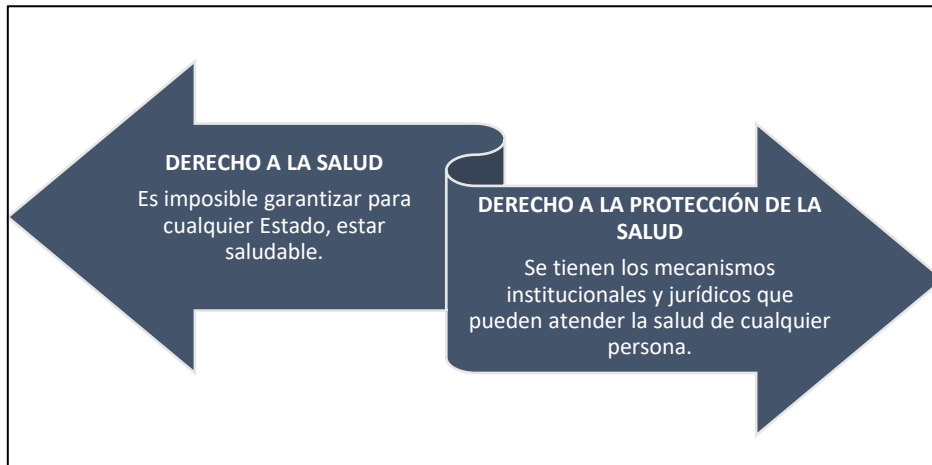 DERECHO A LA SALUD
Es imposible garantizar para
cualquier Estado, estar
saludable.
DERECHO A LA PROTECCIÓN DE LA
SALUD
Se tienen los mecanismos
institucionales y jurídicos que
pueden atender la salud de cualquier
persona.